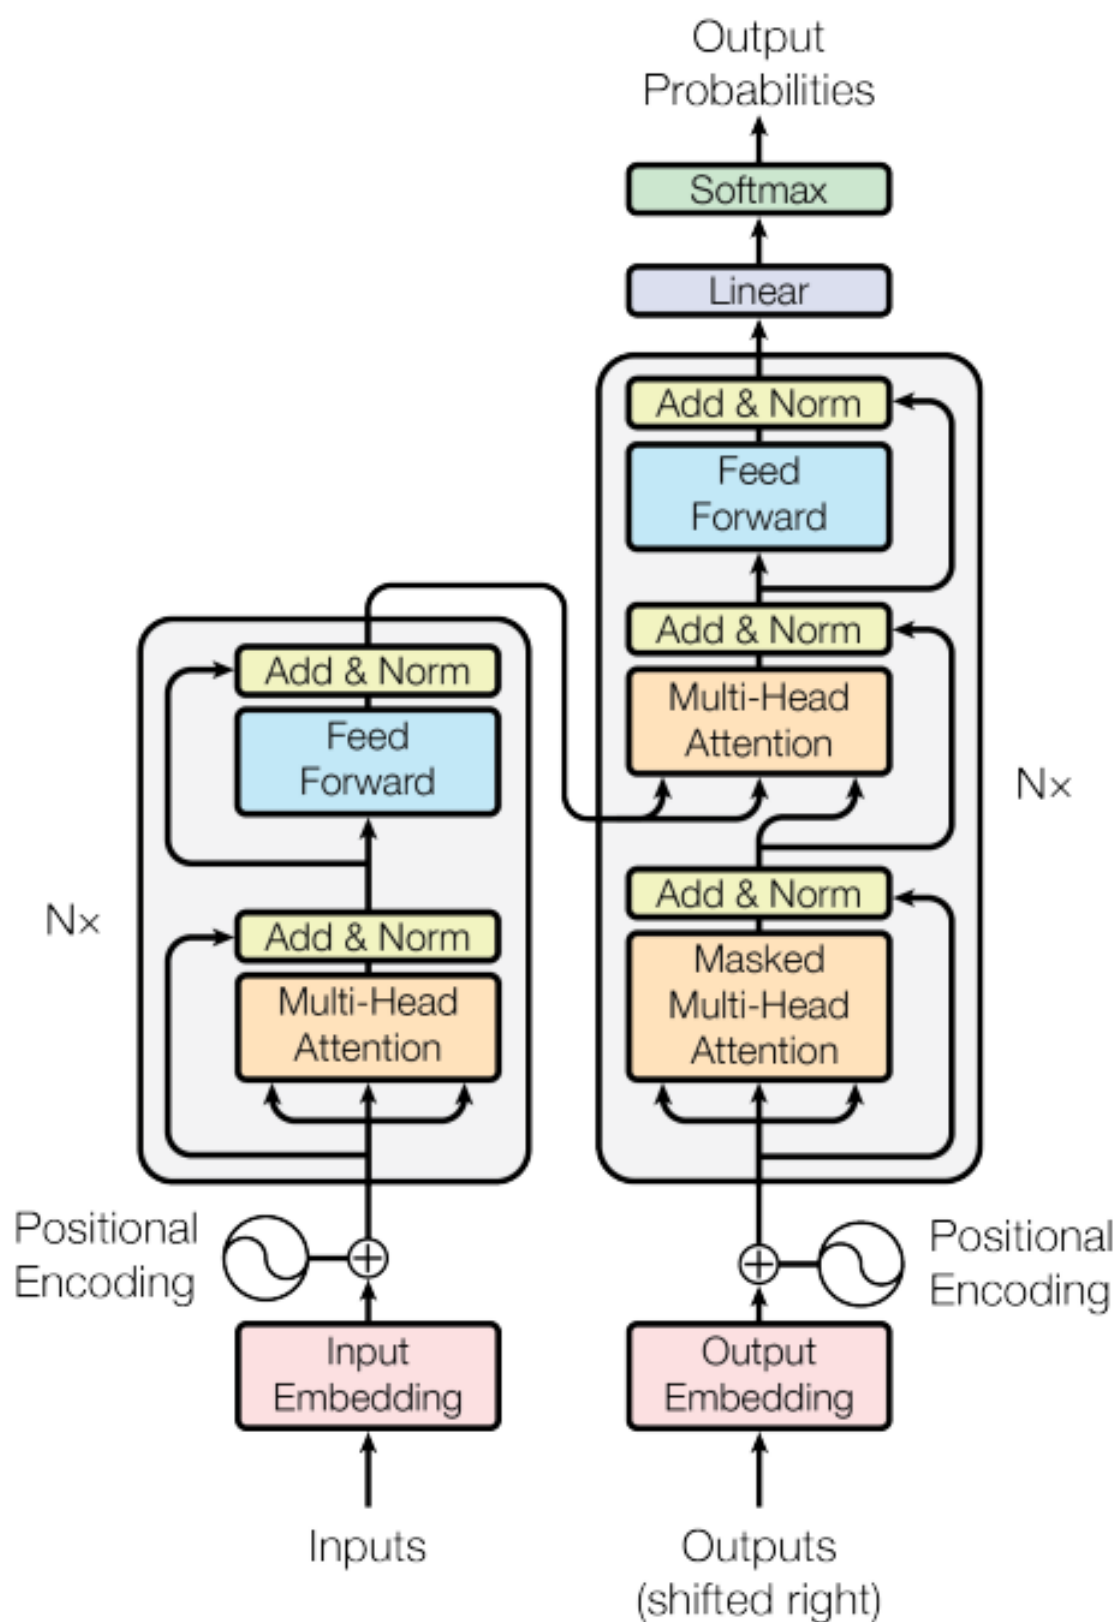 Output
Probabilities
Softmax
Linear
Add & Norm
Feed
Forward
Add & Norm
Multi-Head
Attention
Nx
Add & Norm
Masked
Multi-Head
Attention
Add & Norm
Feed
Forward
Nx
Add & Norm
Multi-Head
Attention
Positional
Encoding
Positional
Encoding
Input
Embedding
Output
Embedding
Inputs
Outputs
(shifted right)